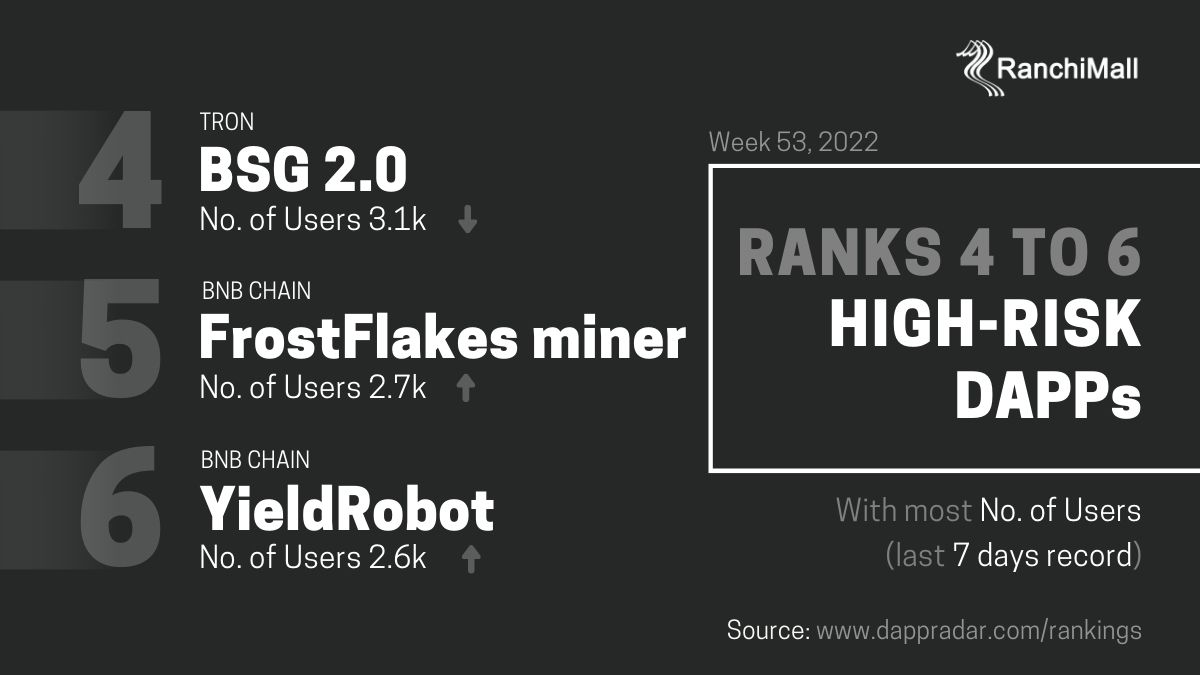 RanchiMall
4
TRON
BSG 2.0
No. of Users 3.1k
5
BNB CHAIN
FrostFlakes miner
No. of Users 2.7k
6
BNB CHAIN
YieldRobot
No. of Users 2.6k
Week 53, 2022
RANKS 4 TO 6
HIGH-RISK
DAPPs
With most No. of Users
(last 7 days record)
Source: www.dappradar.com/rankings